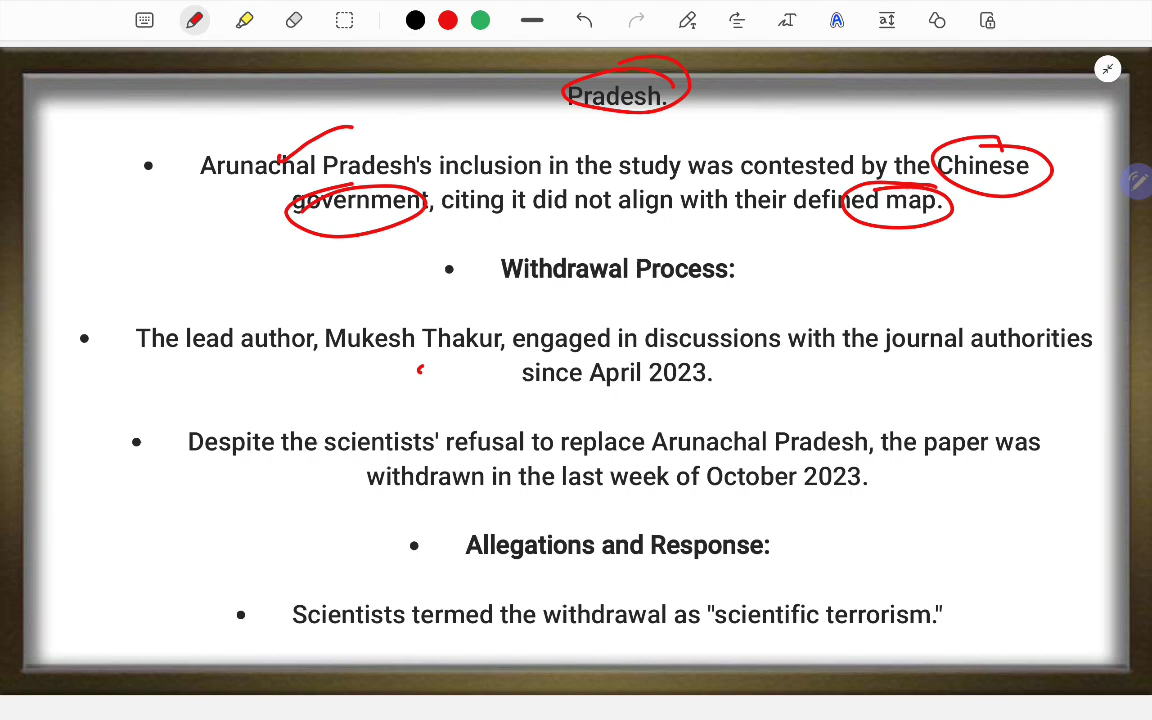 Pradesh.
• Arunachal Pradesh's inclusion in the study was contested by the Chinese
government, citing it did not align with their defined map.
• Withdrawal Process:
• The lead author, Mukesh Thakur, engaged in discussions with the journal authorities
since April 2023.
• Despite the scientists' refusal to replace Arunachal Pradesh, the paper was
withdrawn in the last week of October 2023.
• Allegations and Response:
• Scientists termed the withdrawal as "scientific terrorism."